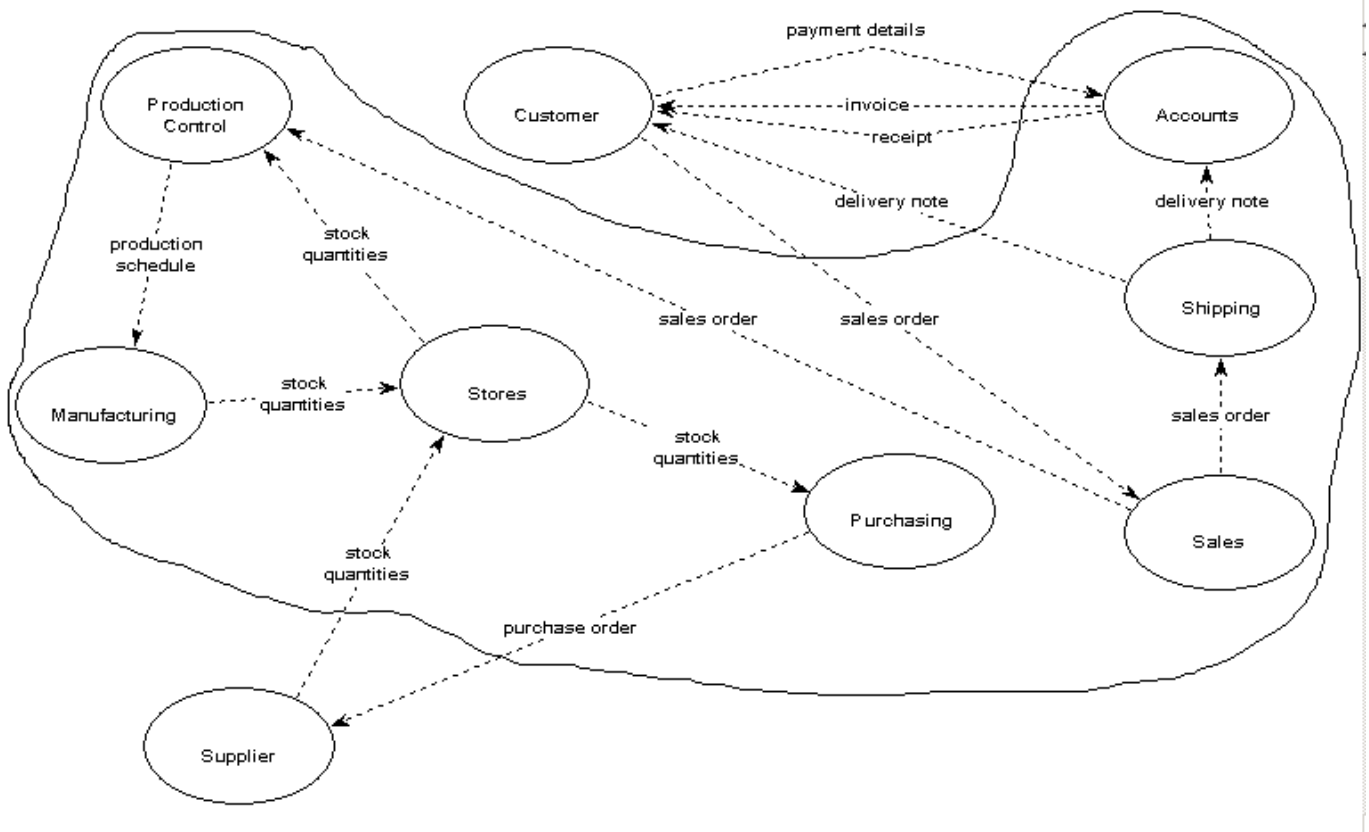 payment details
Production
Control
Customer
invoice
Accounts
receipt
delivery note
delivery note
stock
quantities
production
schedule
Shipping
sales order
sales order
stock
quantities
Stores
Manufacturing
sales order
stock
quantities
Purchasing
Sales
stock
quantities
purchase order
Supplier